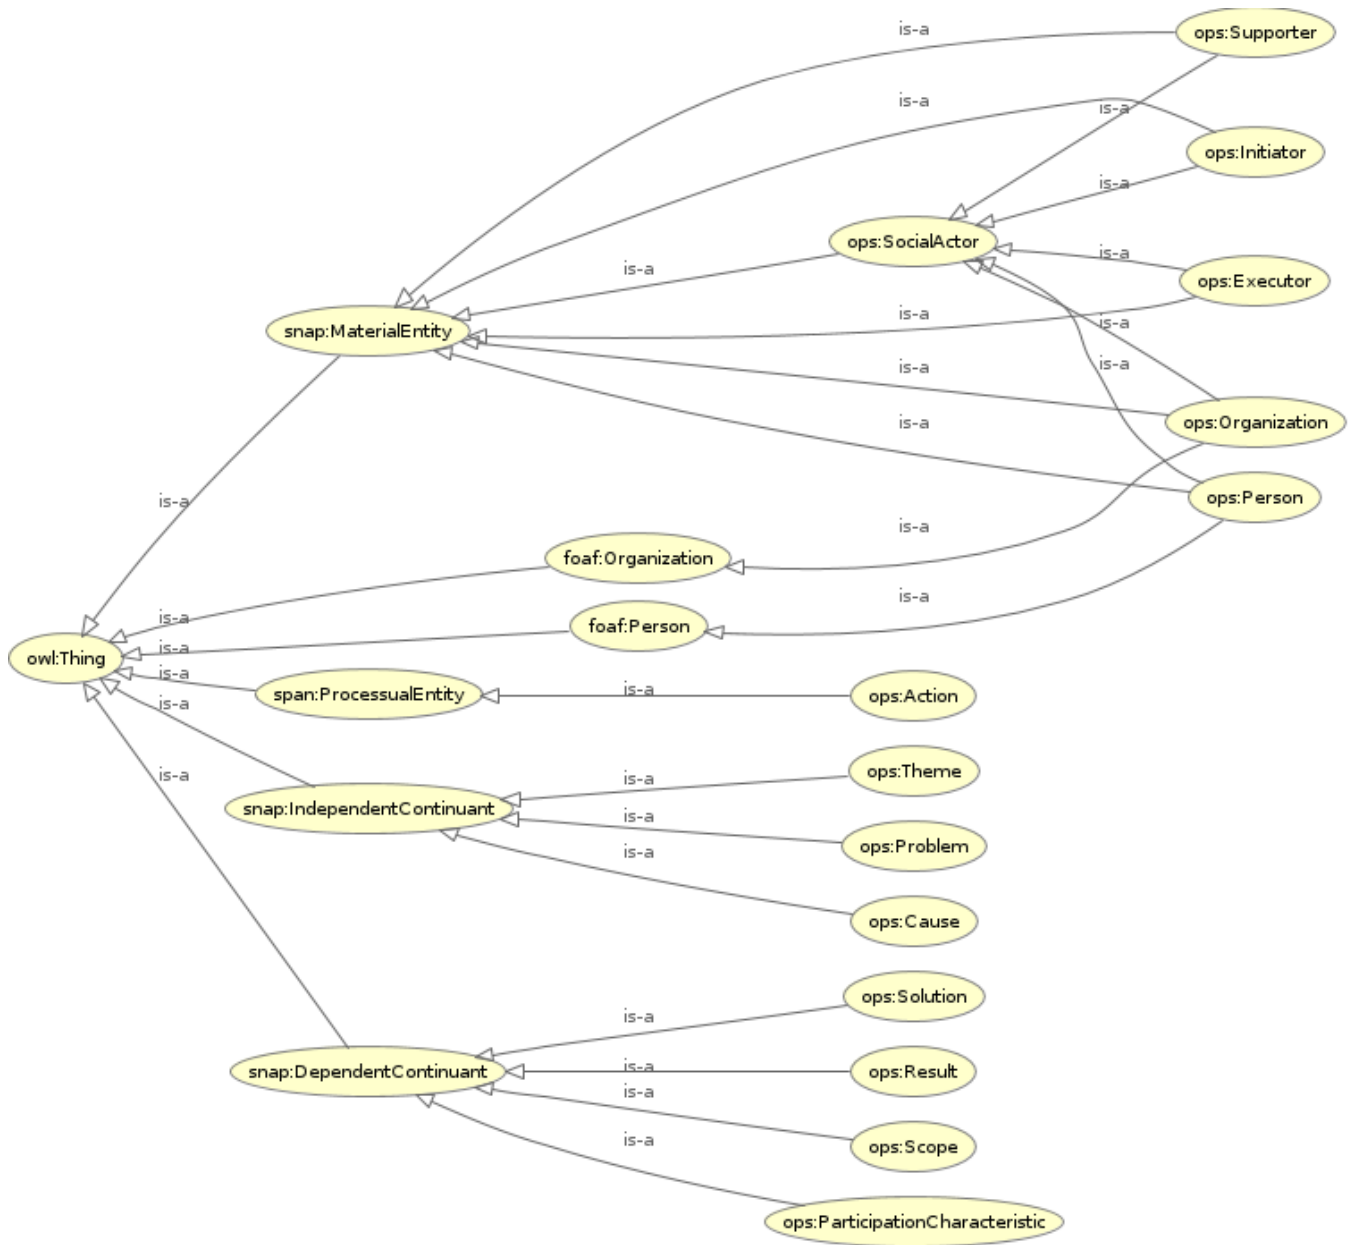 is-a
ops:Supporter
is-a
is-a
ops:Initiator
is-a
ops:SocialActor
is-a
is-a
ops:Executor
is-a
is-a
snap:MaterialEntity
is-a
is-a
ops:Organization
is-a
ops:Person
is-a
is-a
foaf:Organization
is-a
is-a
foaf:Person
is-a
owl:Thing
is-a
span:ProcessualEntity
is-a
ops:Action
is-a
ops:Theme
is-a
is-a
snap:IndependentContinuant
is-a
ops:Problem
is-a
ops:Cause
ops:Solution
is-a
snap:DependentContinuant
is-a
ops:Result
is-a
ops:Scope
is-a
ops:ParticipationCharacteristic